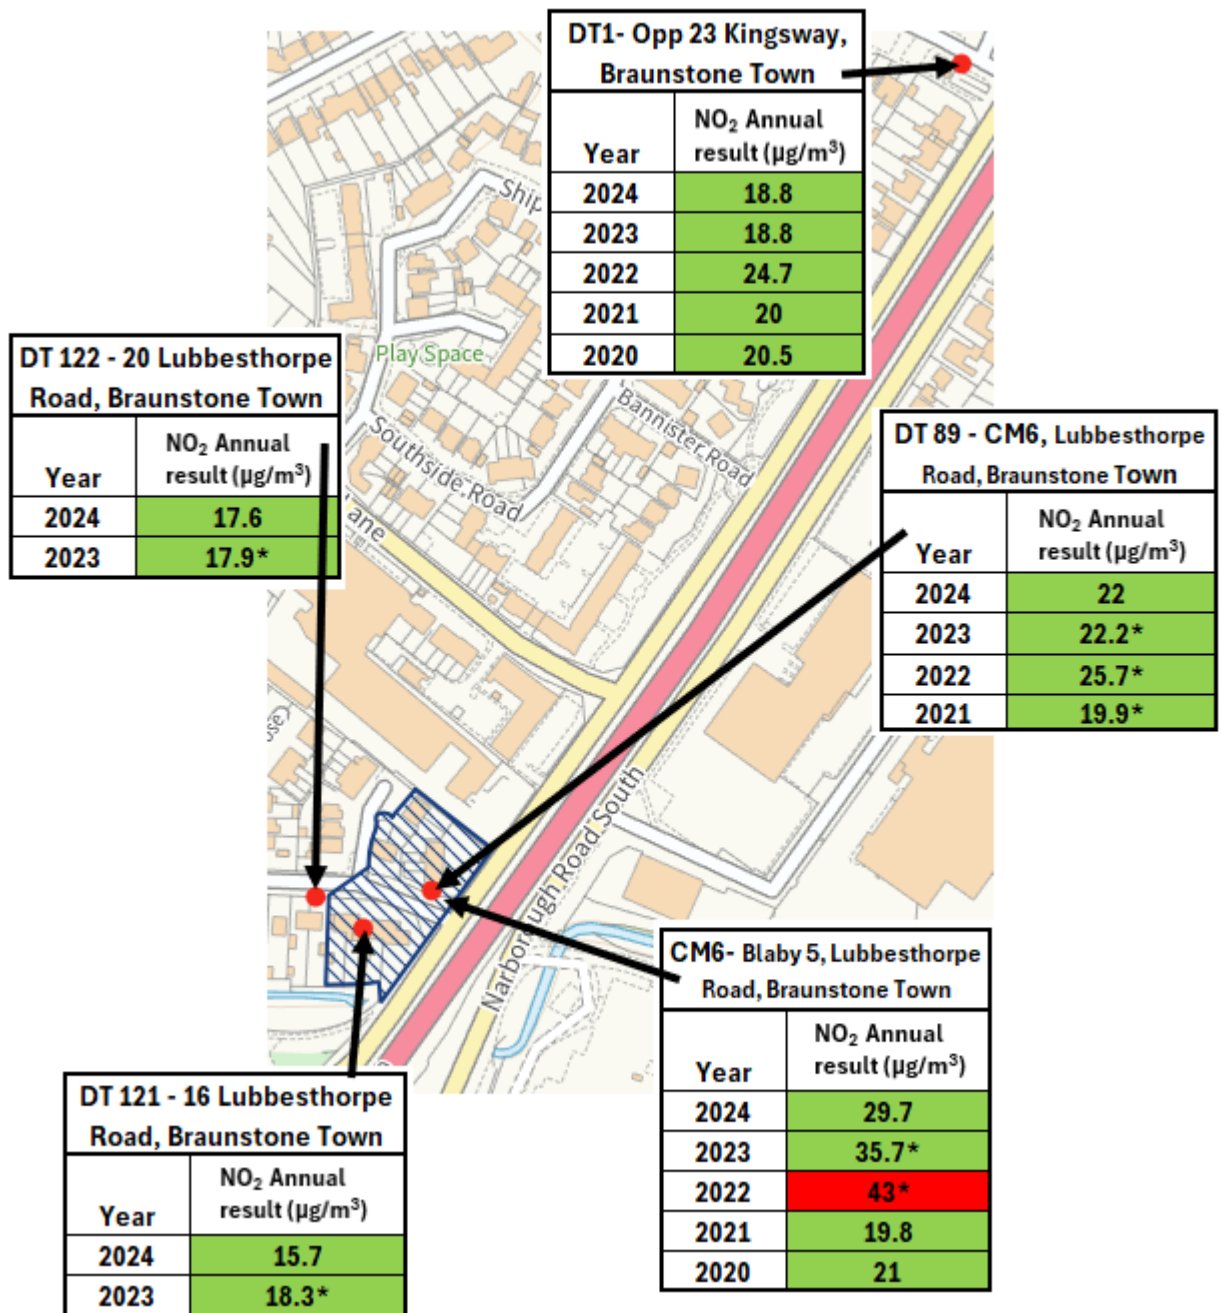 DT1- Opp 23 Kingsway,
Braunstone Town
Year NO₂ Annual
result (µg/m³)
2024 18.8
2023 18.8
2022 24.7
2021 20
2020 20.5
Ship
Play Space
Bannister Road
Southside Road
Lane
DT 122 - 20 Lubbesthorpe
Road, Braunstone Town
Year NO₂ Annual
result (µg/m³)
2024 17.6
2023 17.9*
DT 89 - CM6, Lubbesthorpe
Road, Braunstone Town
Year NO₂ Annual
result (µg/m³)
2024 22
2023 22.2*
2022 25.7*
2021 19.9*
ose)
Narborough Road South
CM6- Blaby 5, Lubbesthorpe
Road, Braunstone Town
Year NO₂ Annual
result (µg/m³)
2024 29.7
2023 35.7*
2022 43*
2021 19.8
2020 21
DT 121 - 16 Lubbesthorpe
Road, Braunstone Town
Year NO₂ Annual
result (µg/m³)
2024 15.7
2023 18.3*